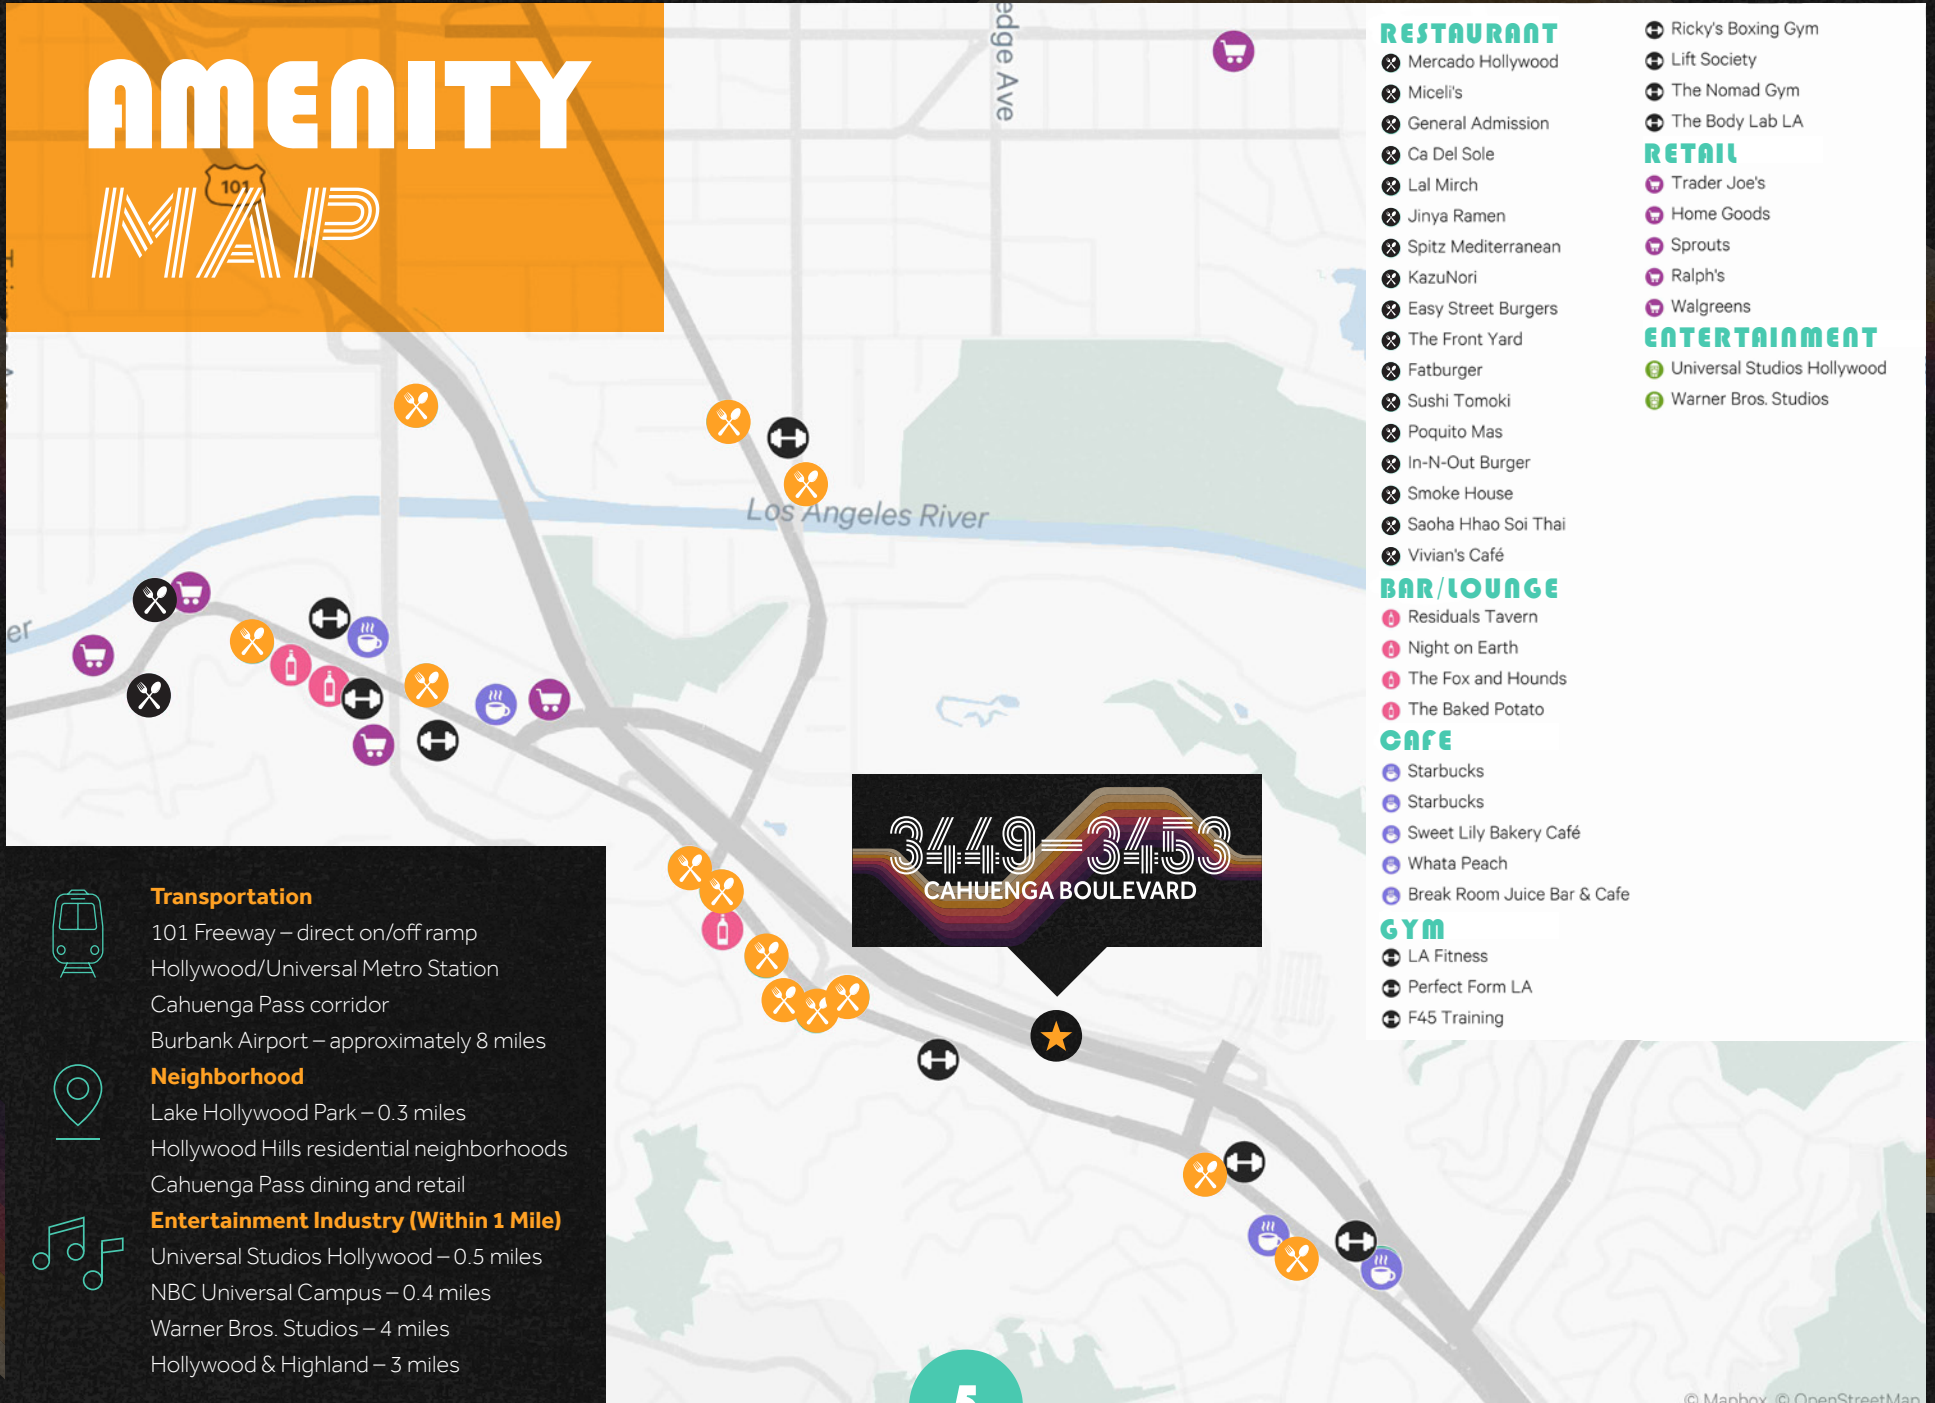 AMENITY
MAP
101
edge Ave
Los Angeles River
er
3449—3453
CAHUENGA BOULEVARD
Transportation
101 Freeway – direct on/off ramp
Hollywood/Universal Metro Station
Cahuenga Pass corridor
Burbank Airport – approximately 8 miles
Neighborhood
Lake Hollywood Park – 0.3 miles
Hollywood Hills residential neighborhoods
Cahuenga Pass dining and retail
Entertainment Industry (Within 1 Mile)
Universal Studios Hollywood – 0.5 miles
NBC Universal Campus – 0.4 miles
Warner Bros. Studios – 4 miles
Hollywood & Highland – 3 miles
RESTAURANT
Mercado Hollywood
Miceli's
General Admission
Ca Del Sole
Lal Mirch
Jinya Ramen
Spitz Mediterranean
KazuNori
Easy Street Burgers
The Front Yard
Fatburger
Sushi Tomoki
Poquito Mas
In-N-Out Burger
Smoke House
Saoha Hhao Soi Thai
Vivian's Café
BAR/LOUNGE
Residuals Tavern
Night on Earth
The Fox and Hounds
The Baked Potato
CAFE
Starbucks
Starbucks
Sweet Lily Bakery Café
Whata Peach
Break Room Juice Bar & Cafe
GYM
LA Fitness
Perfect Form LA
F45 Training
Ricky's Boxing Gym
Lift Society
The Nomad Gym
The Body Lab LA
RETAIL
Trader Joe's
Home Goods
Sprouts
Ralph's
Walgreens
ENTERTAINMENT
Universal Studios Hollywood
Warner Bros. Studios
5
© Mapbox © OpenStreetMap